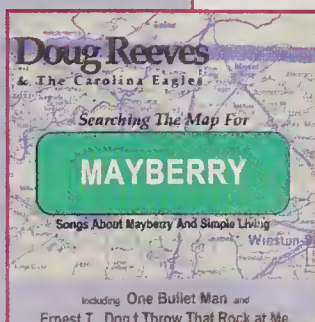 Doug Reeves
& The Carolina Eagles
Searching The Map For
MAYBERRY
Songs About Mayberry And Simple Living
Winston
Including One Bullet Man and
Ernest T. Don't Throw That Rock at Me